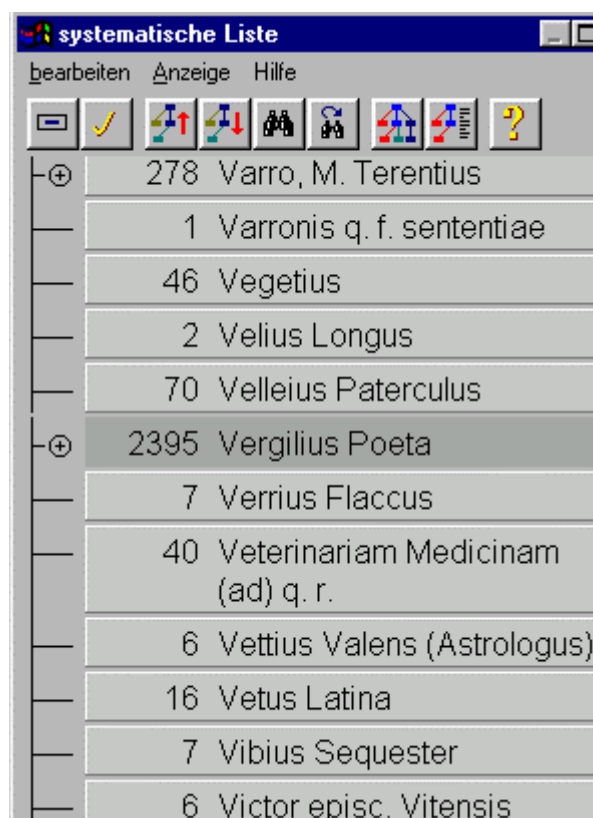 systematische Liste
bearbeiten Anzeige Hilfe
278 Varro, M. Terentius
1 Varronis q. f. sententiae
46 Vegetius
2 Velius Longus
70 Velleius Paterculus
2395 Vergilius Poeta
7 Verrius Flaccus
40 Veterinariam Medicinam
(ad) q. r.
6 Vettius Valens (Astrologus)
16 Vetus Latina
7 Vibius Sequester
6 Victor episc. Vitensis